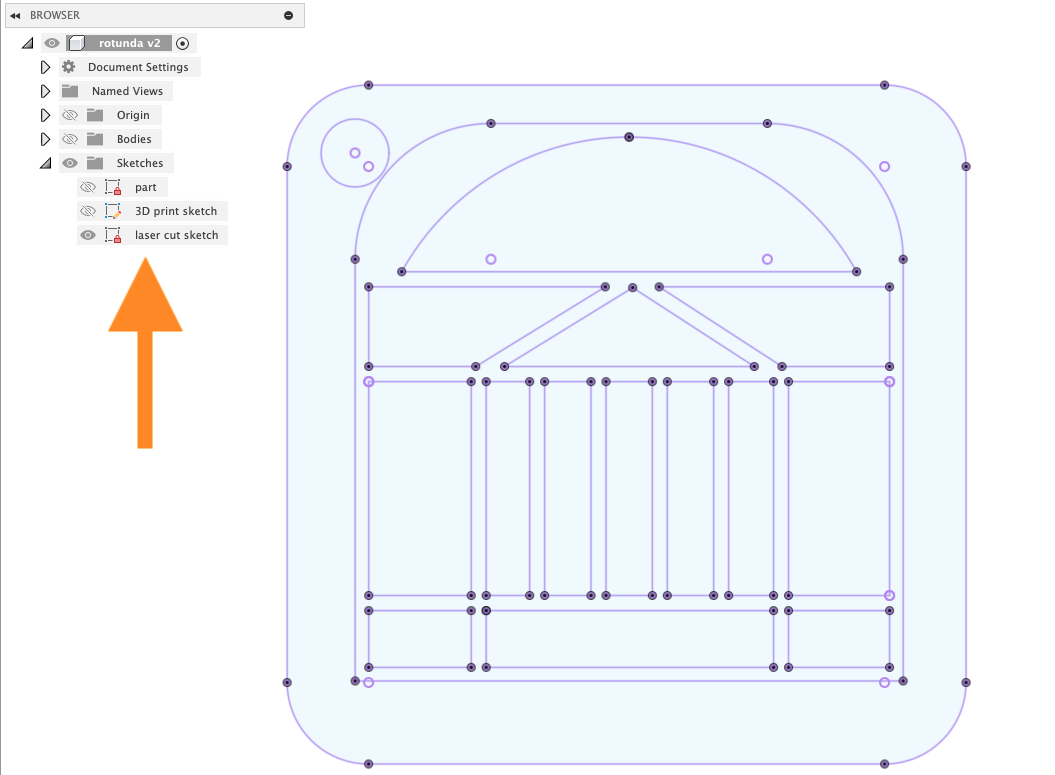 BROWSER
rotunda v2
Document Settings
Named Views
Origin
Bodies
Sketches
part
3D print sketch
laser cut sketch